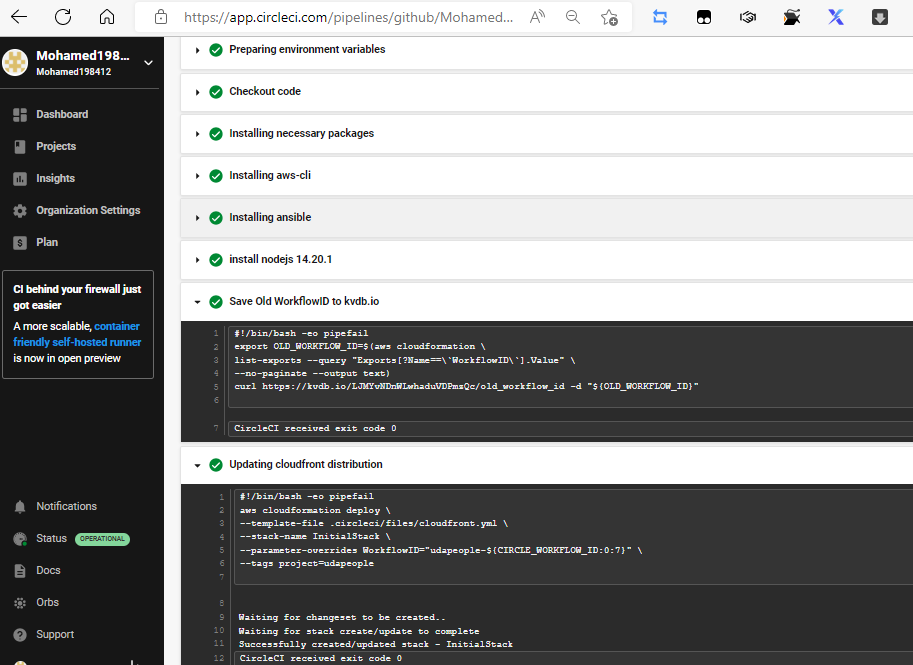 https://app.circleci.com/pipelines/github/Mohamed...
Mohamed198...
Mohamed198412
Dashboard
Projects
Insights
Organization Settings
Plan
CI behind your firewall just
got easier
A more scalable, container
friendly self-hosted runner
is now in open preview
Notifications
Status OPERATIONAL
Docs
Orbs
Support
Preparing environment variables
Checkout code
Installing necessary packages
Installing aws-cli
Installing ansible
install nodejs 14.20.1
Save Old WorkflowID to kvdb.io
1 #!/bin/bash -eo pipefail
2 export OLD_WORKFLOW_ID=$(aws cloudformation \
3 list-exports --query "Exports[?Name==\`WorkflowID\`].Value" \
4 --no-paginate --output text)
5 curl https://kvdb.io/LJMYvNDnWLwhaduVDPmzQc/old_workflow_id -d "${OLD_WORKFLOW_ID}"
6
7 CircleCI received exit code 0
Updating cloudfront distribution
1 #!/bin/bash -eo pipefail
2 aws cloudformation deploy \
3 --template-file .circleci/files/cloudfront.yml \
4 --stack-name InitialStack \
5 --parameter-overrides WorkflowID="udapeople-${CIRCLE_WORKFLOW_ID:0:7}" \
6 --tags project=udapeople
7
8
9 Waiting for changeset to be created..
10 Waiting for stack create/update to complete
11 Successfully created/updated stack - InitialStack
12 CircleCI received exit code 0